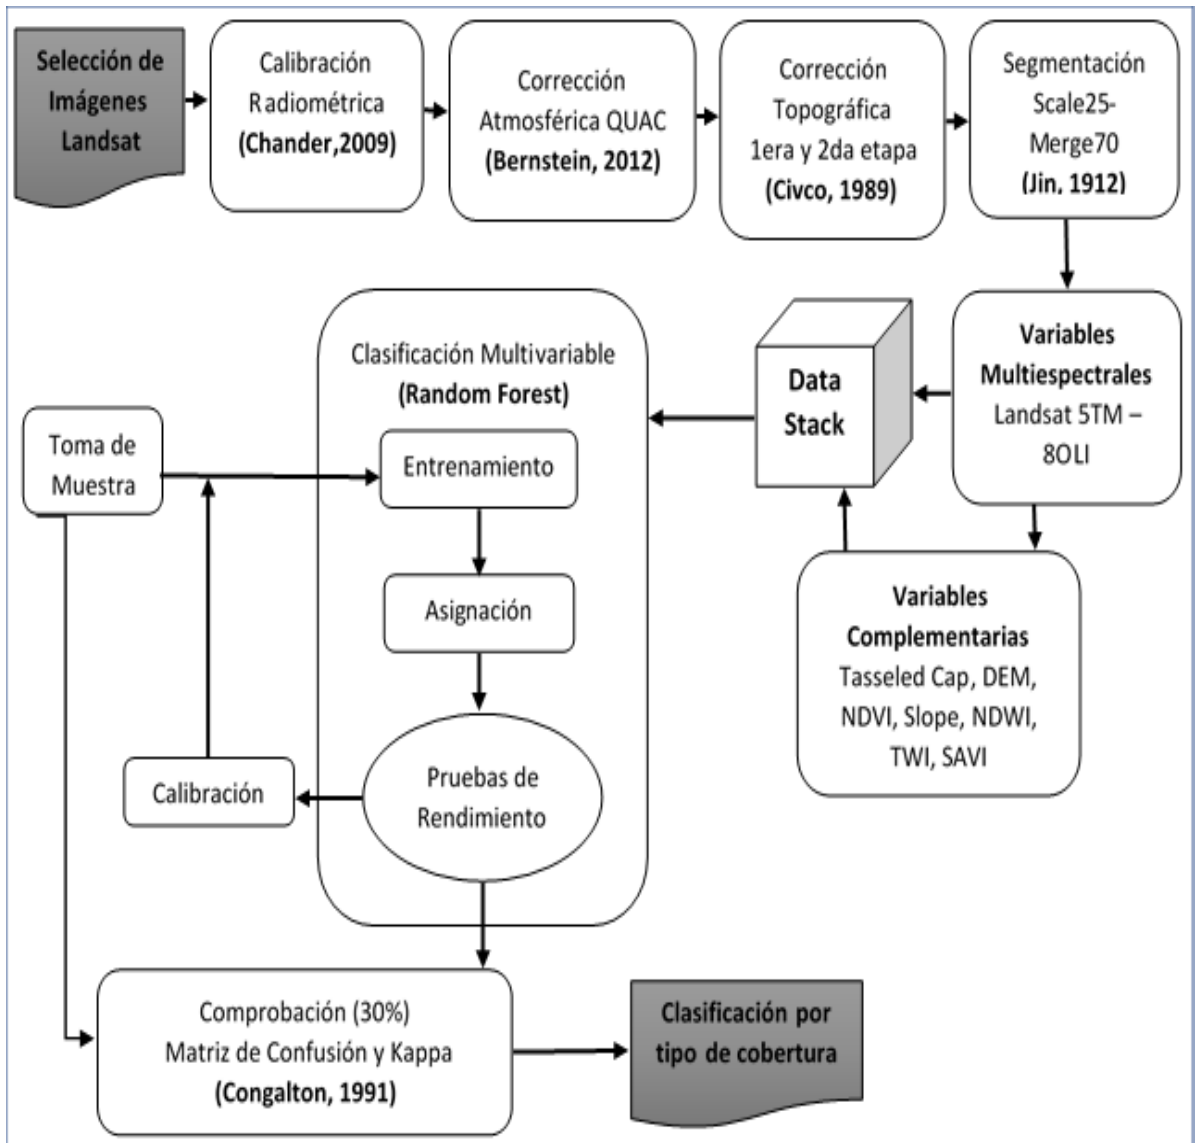 Selección de
Imágenes
Landsat
Calibración
Radiométrica
(Chander,2009)
Corrección
Atmosférica QUAC
(Bernstein, 2012)
Corrección
Topográfica
1era y 2da etapa
(Civco, 1989)
Segmentación
Scale25-
Merge70
(Jin, 1912)
Variables
Multiespectrales
Landsat 5TM –
8OLI
Data
Stack
Variables
Complementarias
Tasseled Cap, DEM,
NDVI, Slope, NDWI,
TWI, SAVI
Clasificación Multivariable
(Random Forest)
Toma de
Muestra
Entrenamiento
Asignación
Pruebas de
Rendimiento
Calibración
Comprobación (30%)
Matriz de Confusión y Kappa
(Congalton, 1991)
Clasificación por
tipo de cobertura